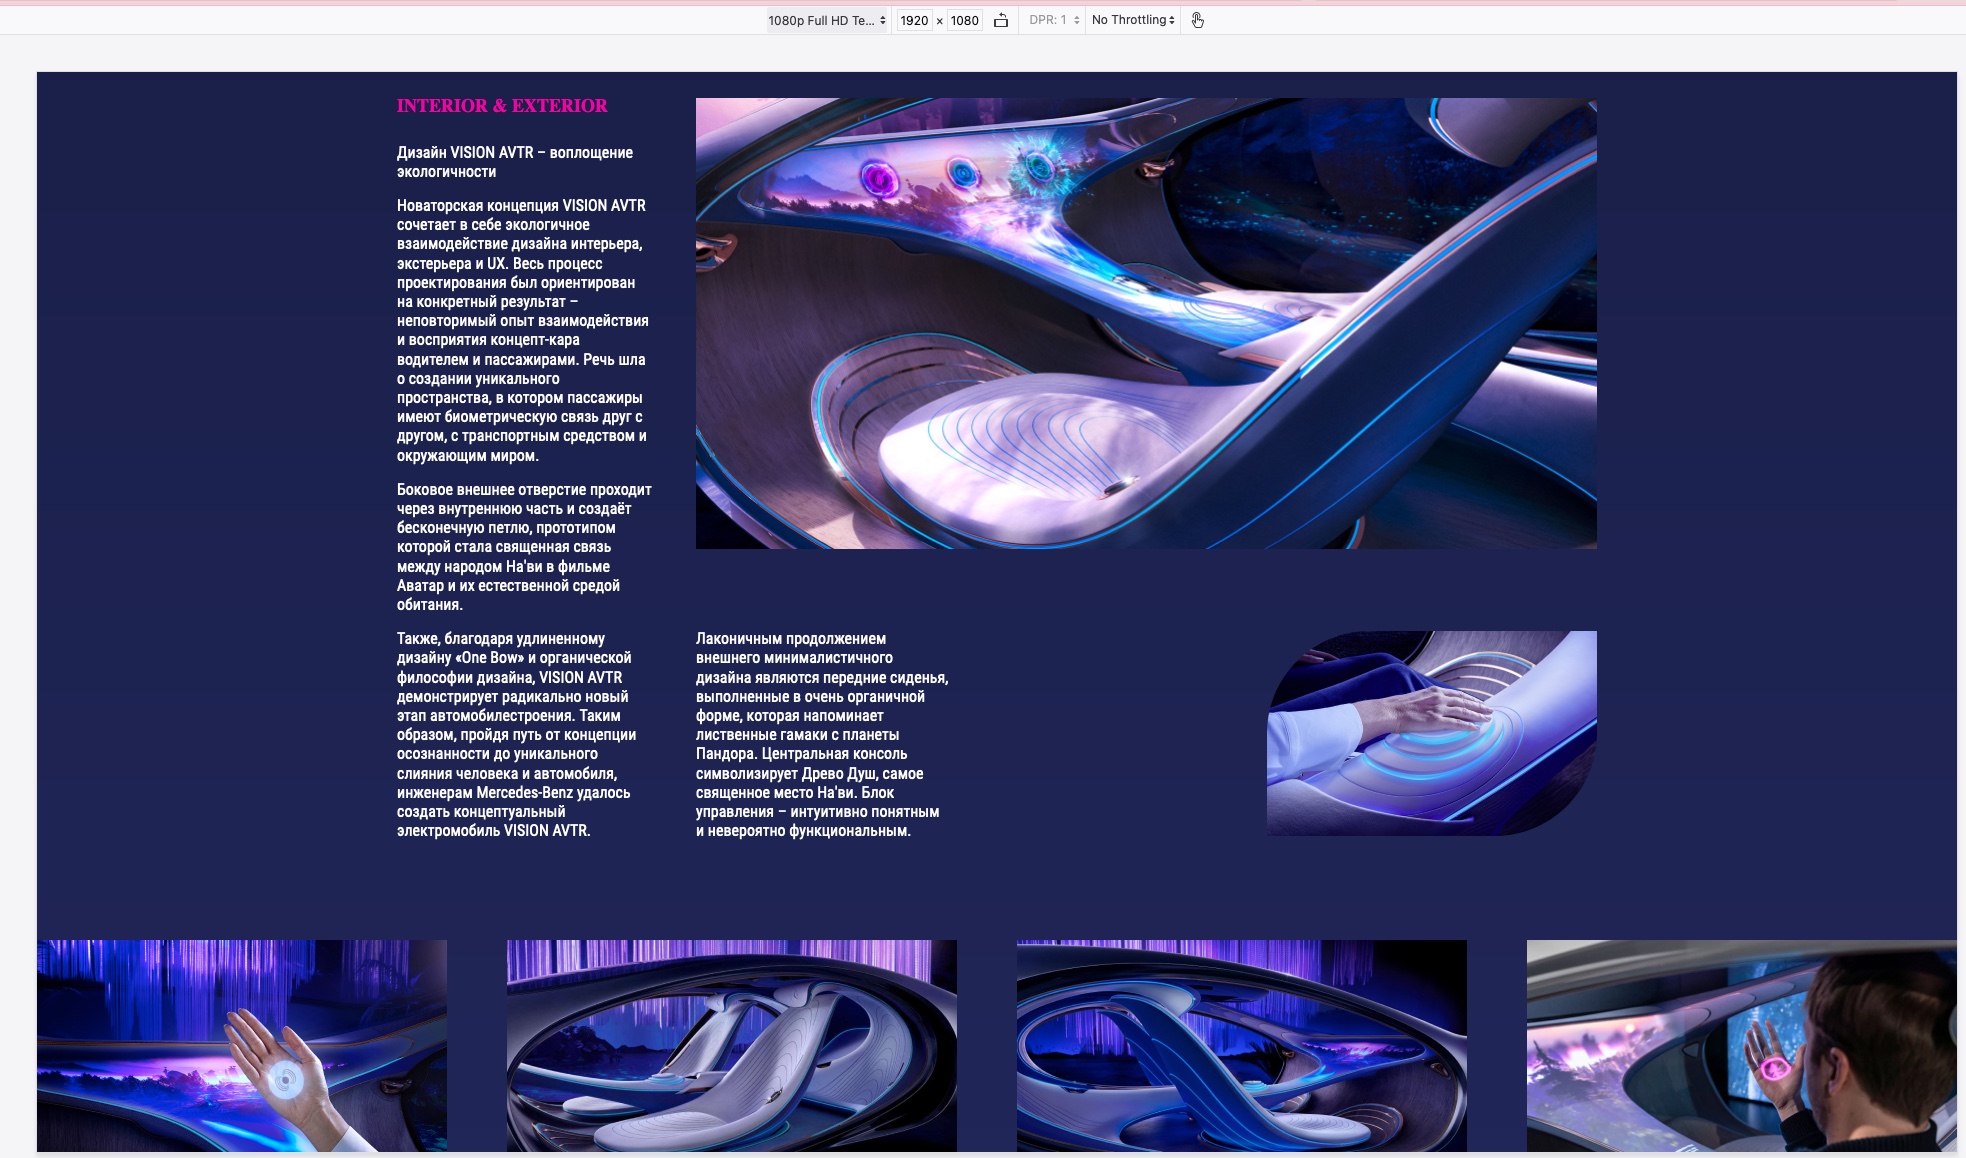 1080p Full HD Te...
1920 × 1080
DPR: 1
No Throttling
INTERIOR & EXTERIOR
Дизайн VISION AVTR – воплощение
экологичности
Новаторская концепция VISION AVTR
сочетает в себе экологичное
взаимодействие дизайна интерьера,
экстерьера и UX. Весь процесс
проектирования был ориентирован
на конкретный результат –
неповторимый опыт взаимодействия
и восприятия концепт-кара
водителем и пассажирами. Речь шла
о создании уникального
пространства, в котором пассажиры
имеют биометрическую связь друг с
другом, с транспортным средством и
окружающим миром.
Боковое внешнее отверстие проходит
через внутреннюю часть и создаёт
бесконечную петлю, прототипом
которой стала священная связь
между народом На'ви в фильме
Аватар и их естественной средой
обитания.
Также, благодаря удлиненному
дизайну «One Bow» и органической
философии дизайна, VISION AVTR
демонстрирует радикально новый
этап автомобилестроения. Таким
образом, пройдя путь от концепции
осознанности до уникального
слияния человека и автомобиля,
инженерам Mercedes-Benz удалось
создать концептуальный
электромобиль VISION AVTR.
Лаконичным продолжением
внешнего минималистичного
дизайна являются передние сиденья,
выполненные в очень органичной
форме, которая напоминает
лиственные гамаки с планеты
Пандора. Центральная консоль
символизирует Древо Душ, самое
священное место На'ви. Блок
управления – интуитивно понятным
и невероятно функциональным.